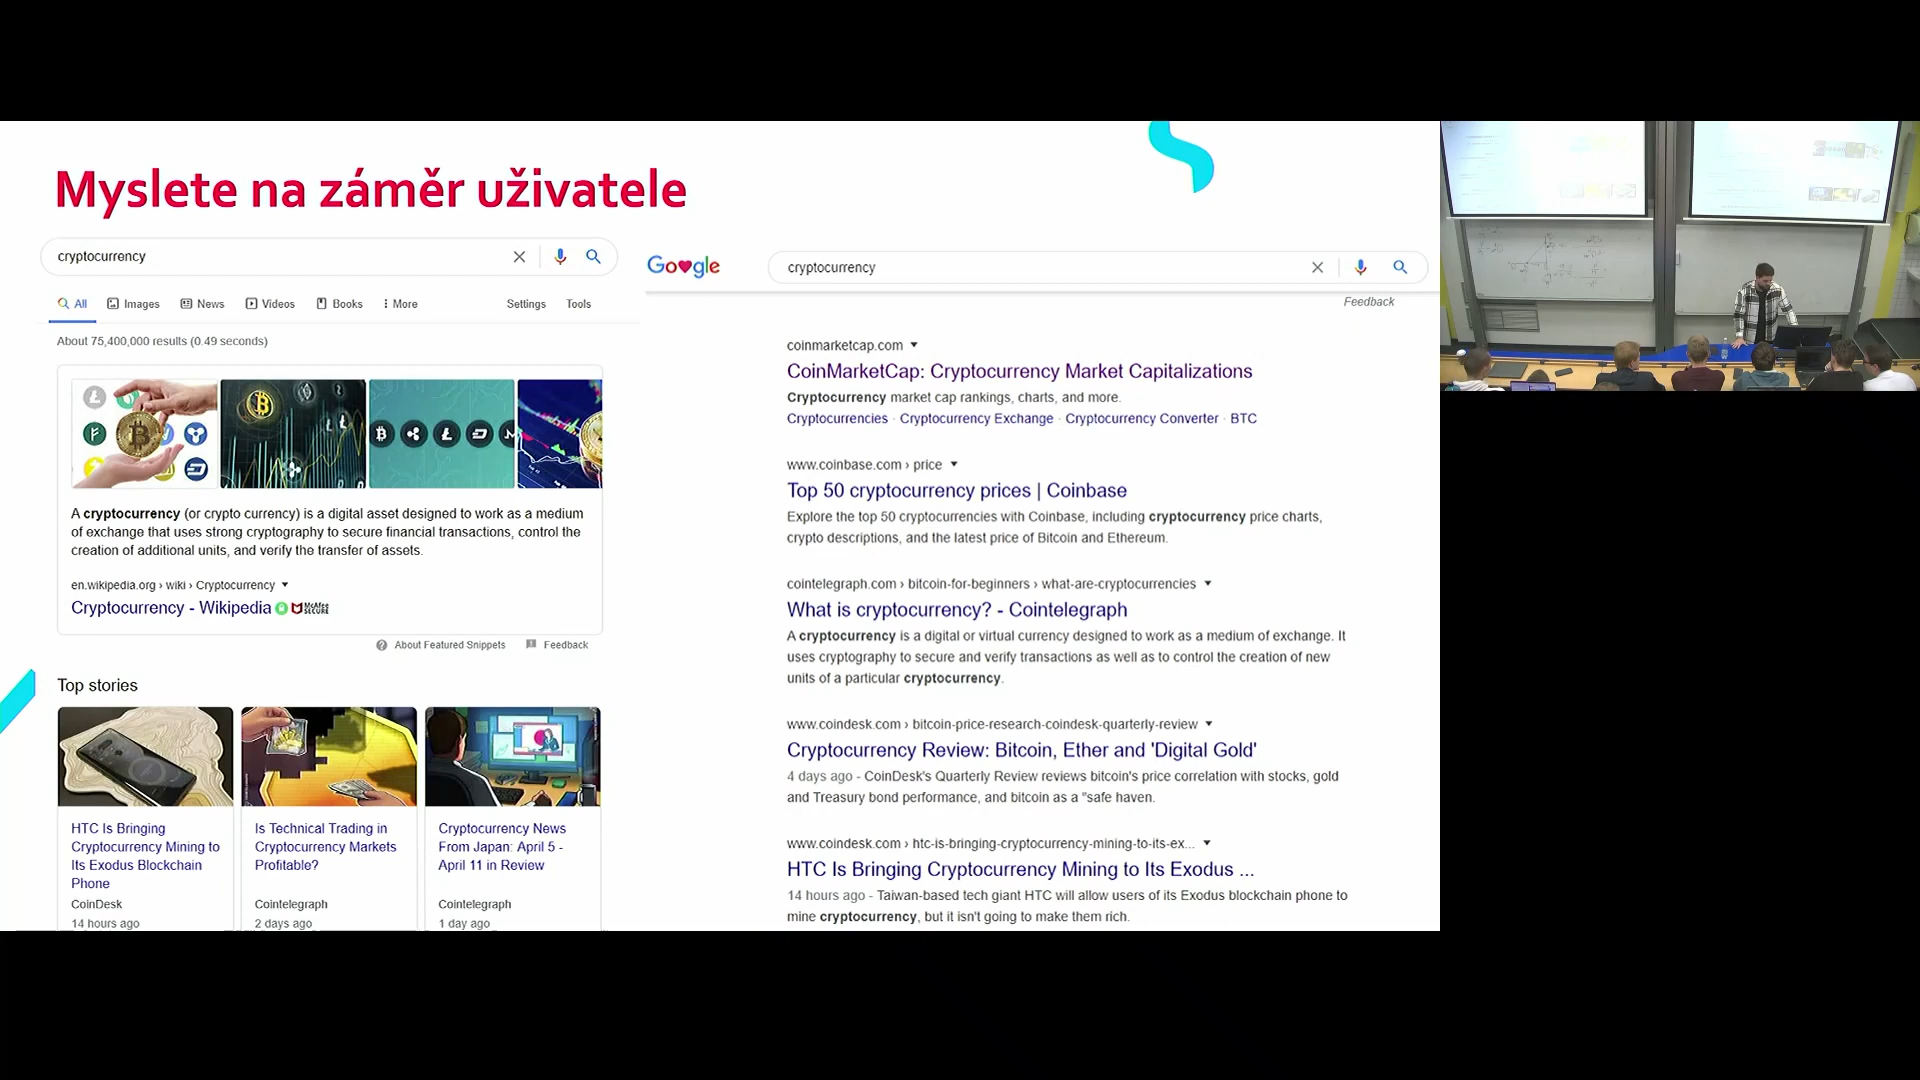 Myslete na záměr uživatele
cryptocurrency
All Images News Videos Books More Settings Tools
About 75,400,000 results (0.49 seconds)
A cryptocurrency (or crypto currency) is a digital asset designed to work as a medium
of exchange that uses strong cryptography to secure financial transactions, control the
creation of additional units, and verify the transfer of assets.
en.wikipedia.org › wiki › Cryptocurrency
Cryptocurrency - Wikipedia McAfee SECURE
About Featured Snippets Feedback
Top stories
HTC Is Bringing
Cryptocurrency Mining to
Its Exodus Blockchain
Phone
CoinDesk
14 hours ago
Is Technical Trading in
Cryptocurrency Markets
Profitable?
Cointelegraph
2 days ago
Cryptocurrency News
From Japan: April 5 -
April 11 in Review
Cointelegraph
1 day ago
Go♥gle
cryptocurrency
Feedback
coinmarketcap.com
CoinMarketCap: Cryptocurrency Market Capitalizations
Cryptocurrency market cap rankings, charts, and more.
Cryptocurrencies · Cryptocurrency Exchange · Cryptocurrency Converter · BTC
www.coinbase.com › price
Top 50 cryptocurrency prices | Coinbase
Explore the top 50 cryptocurrencies with Coinbase, including cryptocurrency price charts,
crypto descriptions, and the latest price of Bitcoin and Ethereum.
cointelegraph.com › bitcoin-for-beginners › what-are-cryptocurrencies
What is cryptocurrency? - Cointelegraph
A cryptocurrency is a digital or virtual currency designed to work as a medium of exchange. It
uses cryptography to secure and verify transactions as well as to control the creation of new
units of a particular cryptocurrency.
www.coindesk.com › bitcoin-price-research-coindesk-quarterly-review
Cryptocurrency Review: Bitcoin, Ether and 'Digital Gold'
4 days ago - CoinDesk's Quarterly Review reviews bitcoin's price correlation with stocks, gold
and Treasury bond performance, and bitcoin as a "safe haven.
www.coindesk.com › htc-is-bringing-cryptocurrency-mining-to-its-ex...
HTC Is Bringing Cryptocurrency Mining to Its Exodus ...
14 hours ago - Taiwan-based tech giant HTC will allow users of its Exodus blockchain phone to
mine cryptocurrency, but it isn't going to make them rich.